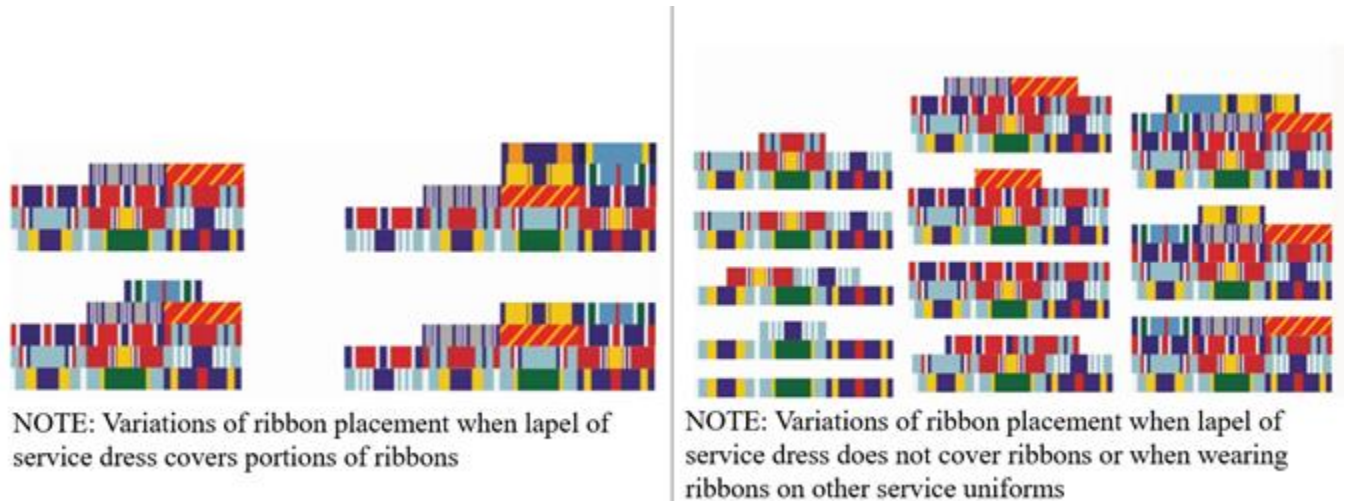 NOTE: Variations of ribbon placement when lapel of
service dress covers portions of ribbons
NOTE: Variations of ribbon placement when lapel of
service dress does not cover ribbons or when wearing
ribbons on other service uniforms